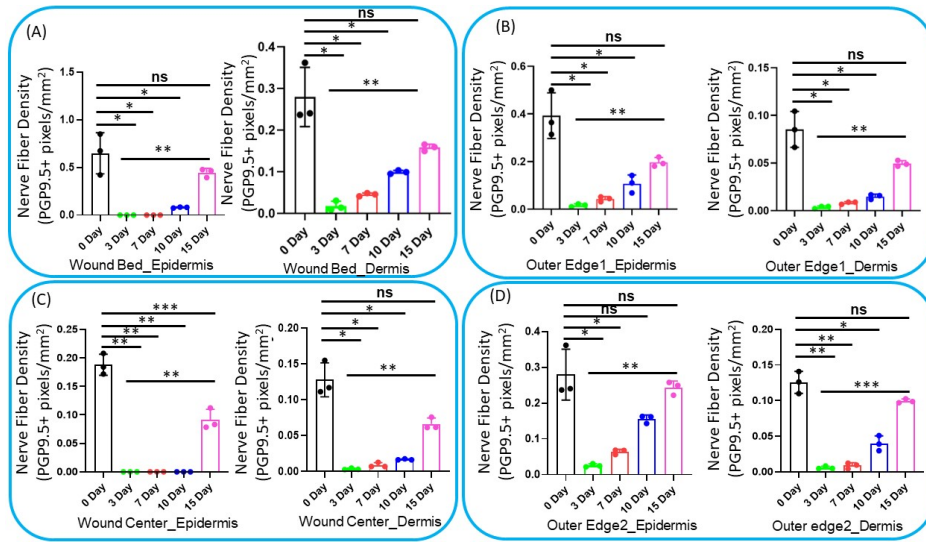 (A)
Nerve Fiber Density
(PGP9.5+ pixels/mm²)
ns
*
*
*
**
1.5
1.0
0.5
0.0
0 Day
3 Day
7 Day
10 Day
15 Day
Wound Bed_Epidermis
Nerve Fiber Density
(PGP9.5+ pixels/mm²)
ns
*
*
*
**
0.4
0.3
0.2
0.1
0.0
0 Day
3 Day
7 Day
10 Day
15 Day
Wound Bed_Dermis
(B)
Nerve Fiber Density
(PGP9.5+ pixels/mm²)
ns
*
*
*
**
0.6
0.4
0.2
0.0
0 Day
3 Day
7 Day
10 Day
15 Day
Outer Edge1_Epidermis
Nerve Fiber Density
(PGP9.5+ pixels/mm²)
ns
*
*
*
**
0.15
0.10
0.05
0.00
0 Day
3 Day
7 Day
10 Day
15 Day
Outer Edge1_Dermis
(C)
Nerve Fiber Density
(PGP9.5+ pixels/mm²)
***
**
**
**
**
0.20
0.15
0.10
0.05
0.00
0 Day
3 Day
7 Day
10 Day
15 Day
Wound Center_Epidermis
Nerve Fiber Density
(PGP9.5+ pixels/mm²)
ns
*
*
*
**
0.20
0.15
0.10
0.05
0.00
0 Day
3 Day
7 Day
10 Day
15 Day
Wound Center_Dermis
(D)
Nerve Fiber Density
(PGP9.5+ pixels/mm²)
ns
ns
*
*
**
0.4
0.3
0.2
0.1
0.0
0 Day
3 Day
7 Day
10 Day
15 Day
Outer Edge2_Epidermis
Nerve Fiber Density
(PGP9.5+ pixels/mm²)
ns
*
**
**
***
0.20
0.15
0.10
0.05
0.00
0 Day
3 Day
7 Day
10 Day
15 Day
Outer edge2_Dermis